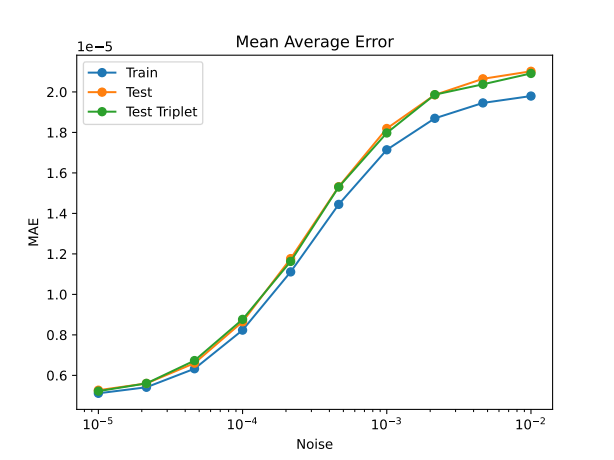 Mean Average Error
1e−5
Train
Test
Test Triplet
2.0
1.8
1.6
1.4
1.2
1.0
0.8
0.6
MAE
10⁻⁵ 10⁻⁴ 10⁻³ 10⁻²
Noise